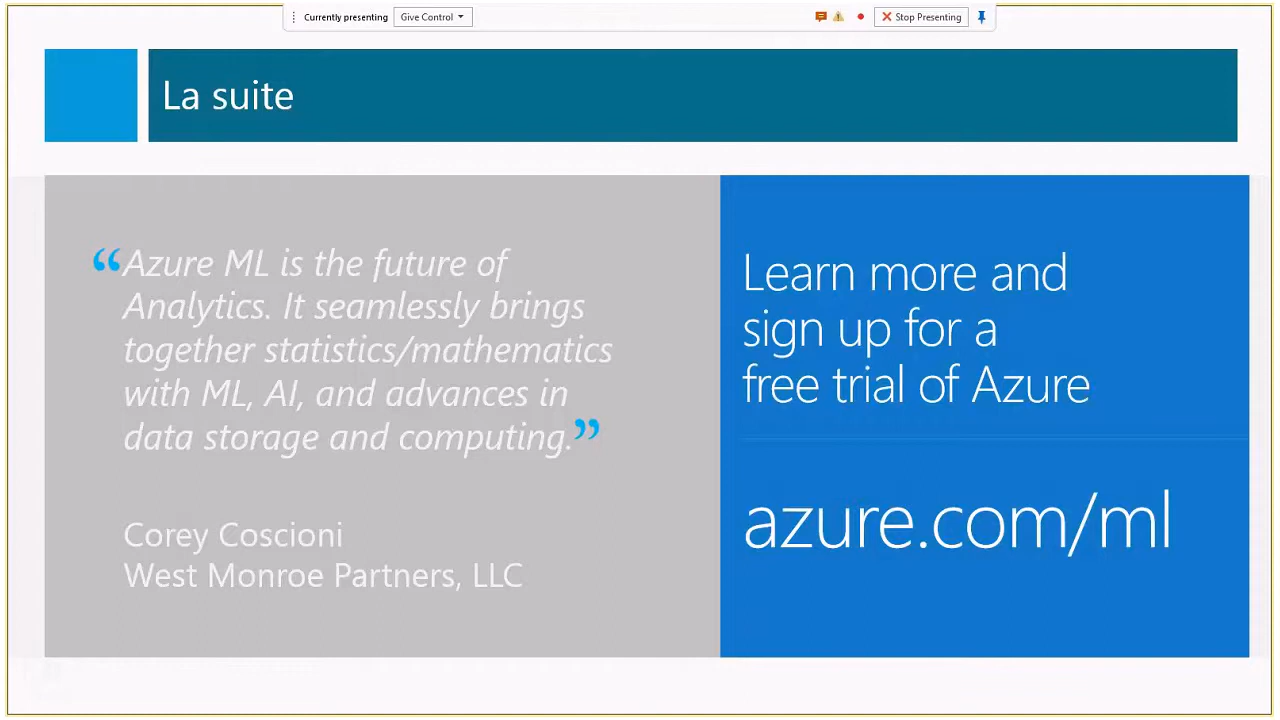 Currently presenting Give Control Stop Presenting
La suite
“Azure ML is the future of
Analytics. It seamlessly brings
together statistics/mathematics
with ML, AI, and advances in
data storage and computing.”
Corey Coscioni
West Monroe Partners, LLC
Learn more and
sign up for a
free trial of Azure
azure.com/ml